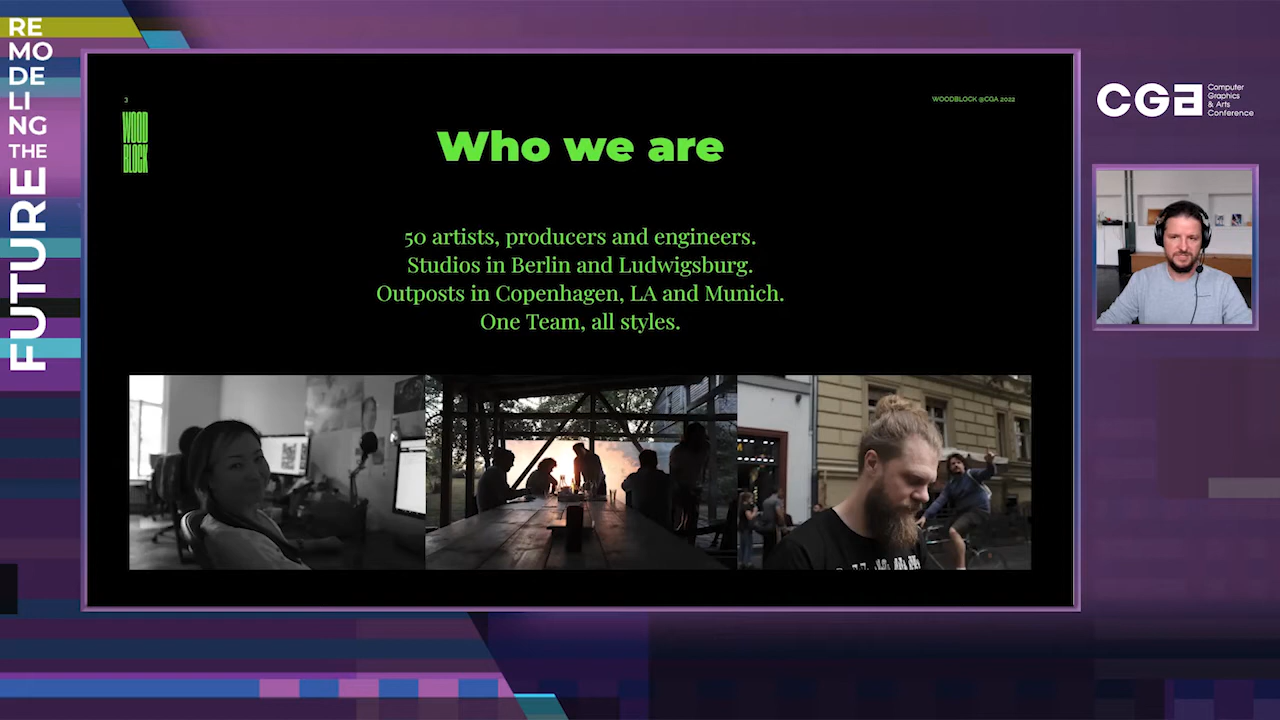 RE
MO
DE
LI
NG
THE
FUTURE
3
WOODBLOCK @CGA 2022
WOOD
BLOCK
Who we are
50 artists, producers and engineers.
Studios in Berlin and Ludwigsburg.
Outposts in Copenhagen, LA and Munich.
One Team, all styles.
CGA
Computer
Graphics
& Arts
Conference